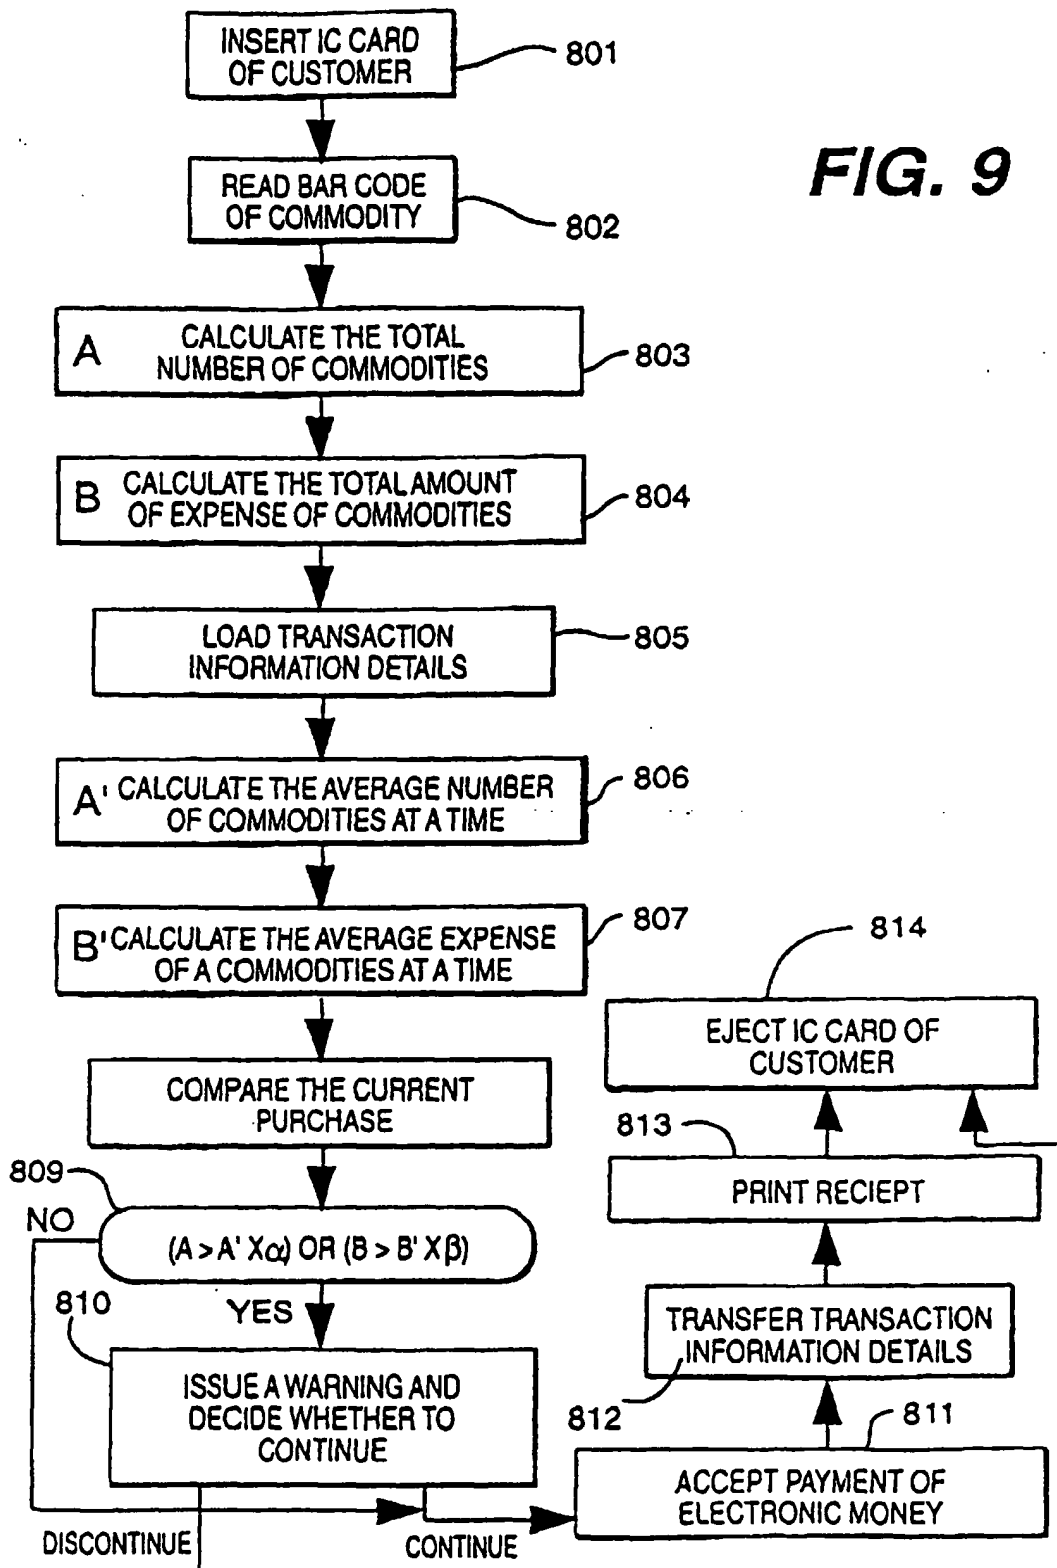 INSERT IC CARD
OF CUSTOMER
801
FIG. 9
READ BAR CODE
OF COMMODITY
802
A
CALCULATE THE TOTAL
NUMBER OF COMMODITIES
803
B
CALCULATE THE TOTAL AMOUNT
OF EXPENSE OF COMMODITIES
804
LOAD TRANSACTION
INFORMATION DETAILS
805
A' CALCULATE THE AVERAGE NUMBER
OF COMMODITIES AT A TIME
806
B' CALCULATE THE AVERAGE EXPENSE
OF A COMMODITIES AT A TIME
807
COMPARE THE CURRENT
PURCHASE
809
NO
(A > A' X α) OR (B > B' X β)
YES
810
ISSUE A WARNING AND
DECIDE WHETHER TO
CONTINUE
DISCONTINUE
CONTINUE
814
EJECT IC CARD OF
CUSTOMER
813
PRINT RECIEPT
TRANSFER TRANSACTION
INFORMATION DETAILS
812
811
ACCEPT PAYMENT OF
ELECTRONIC MONEY